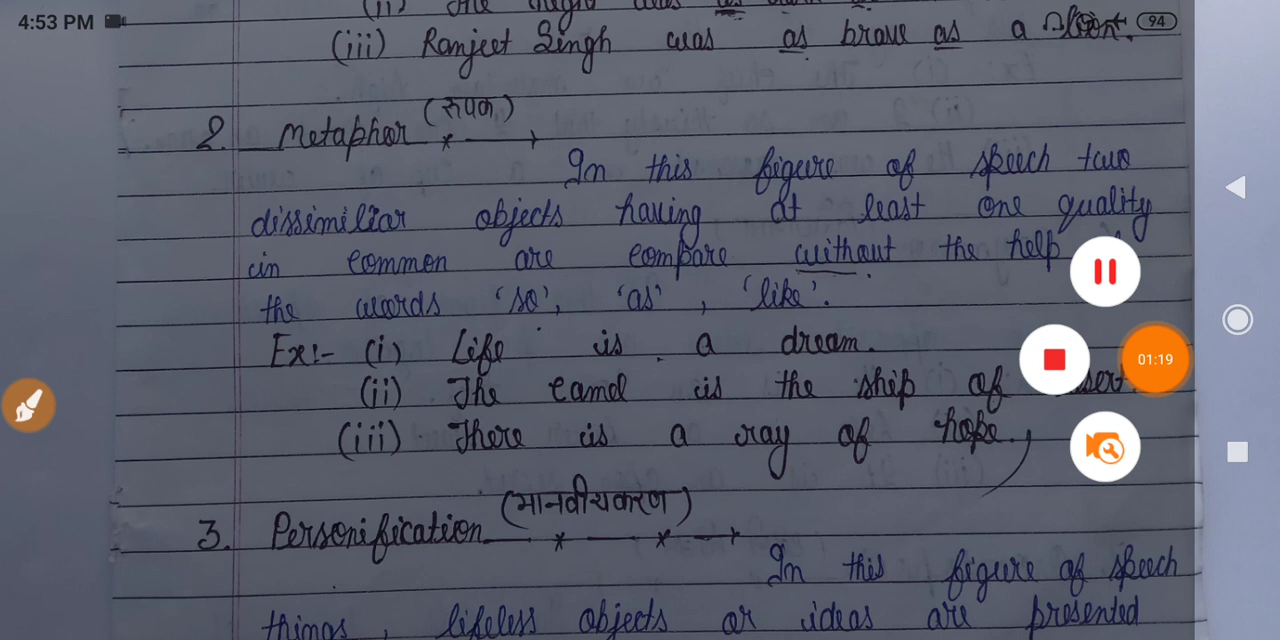 4:53 PM
94
(iii) Ranjeet Singh was as brave as a
2. Metaphor (रूपक)
In this figure of speech two
dissimiliar objects having at least one quality
in common are compare without the help
the words 'so', 'as', 'like'.
Ex:- (i) Life is a dream.
(ii) The camel is the ship of
(iii) There is a ray of hope.
3. Personification (मानवीयकरण)
In this figure of speech
things, lifeless objects or ideas are presented
01:19